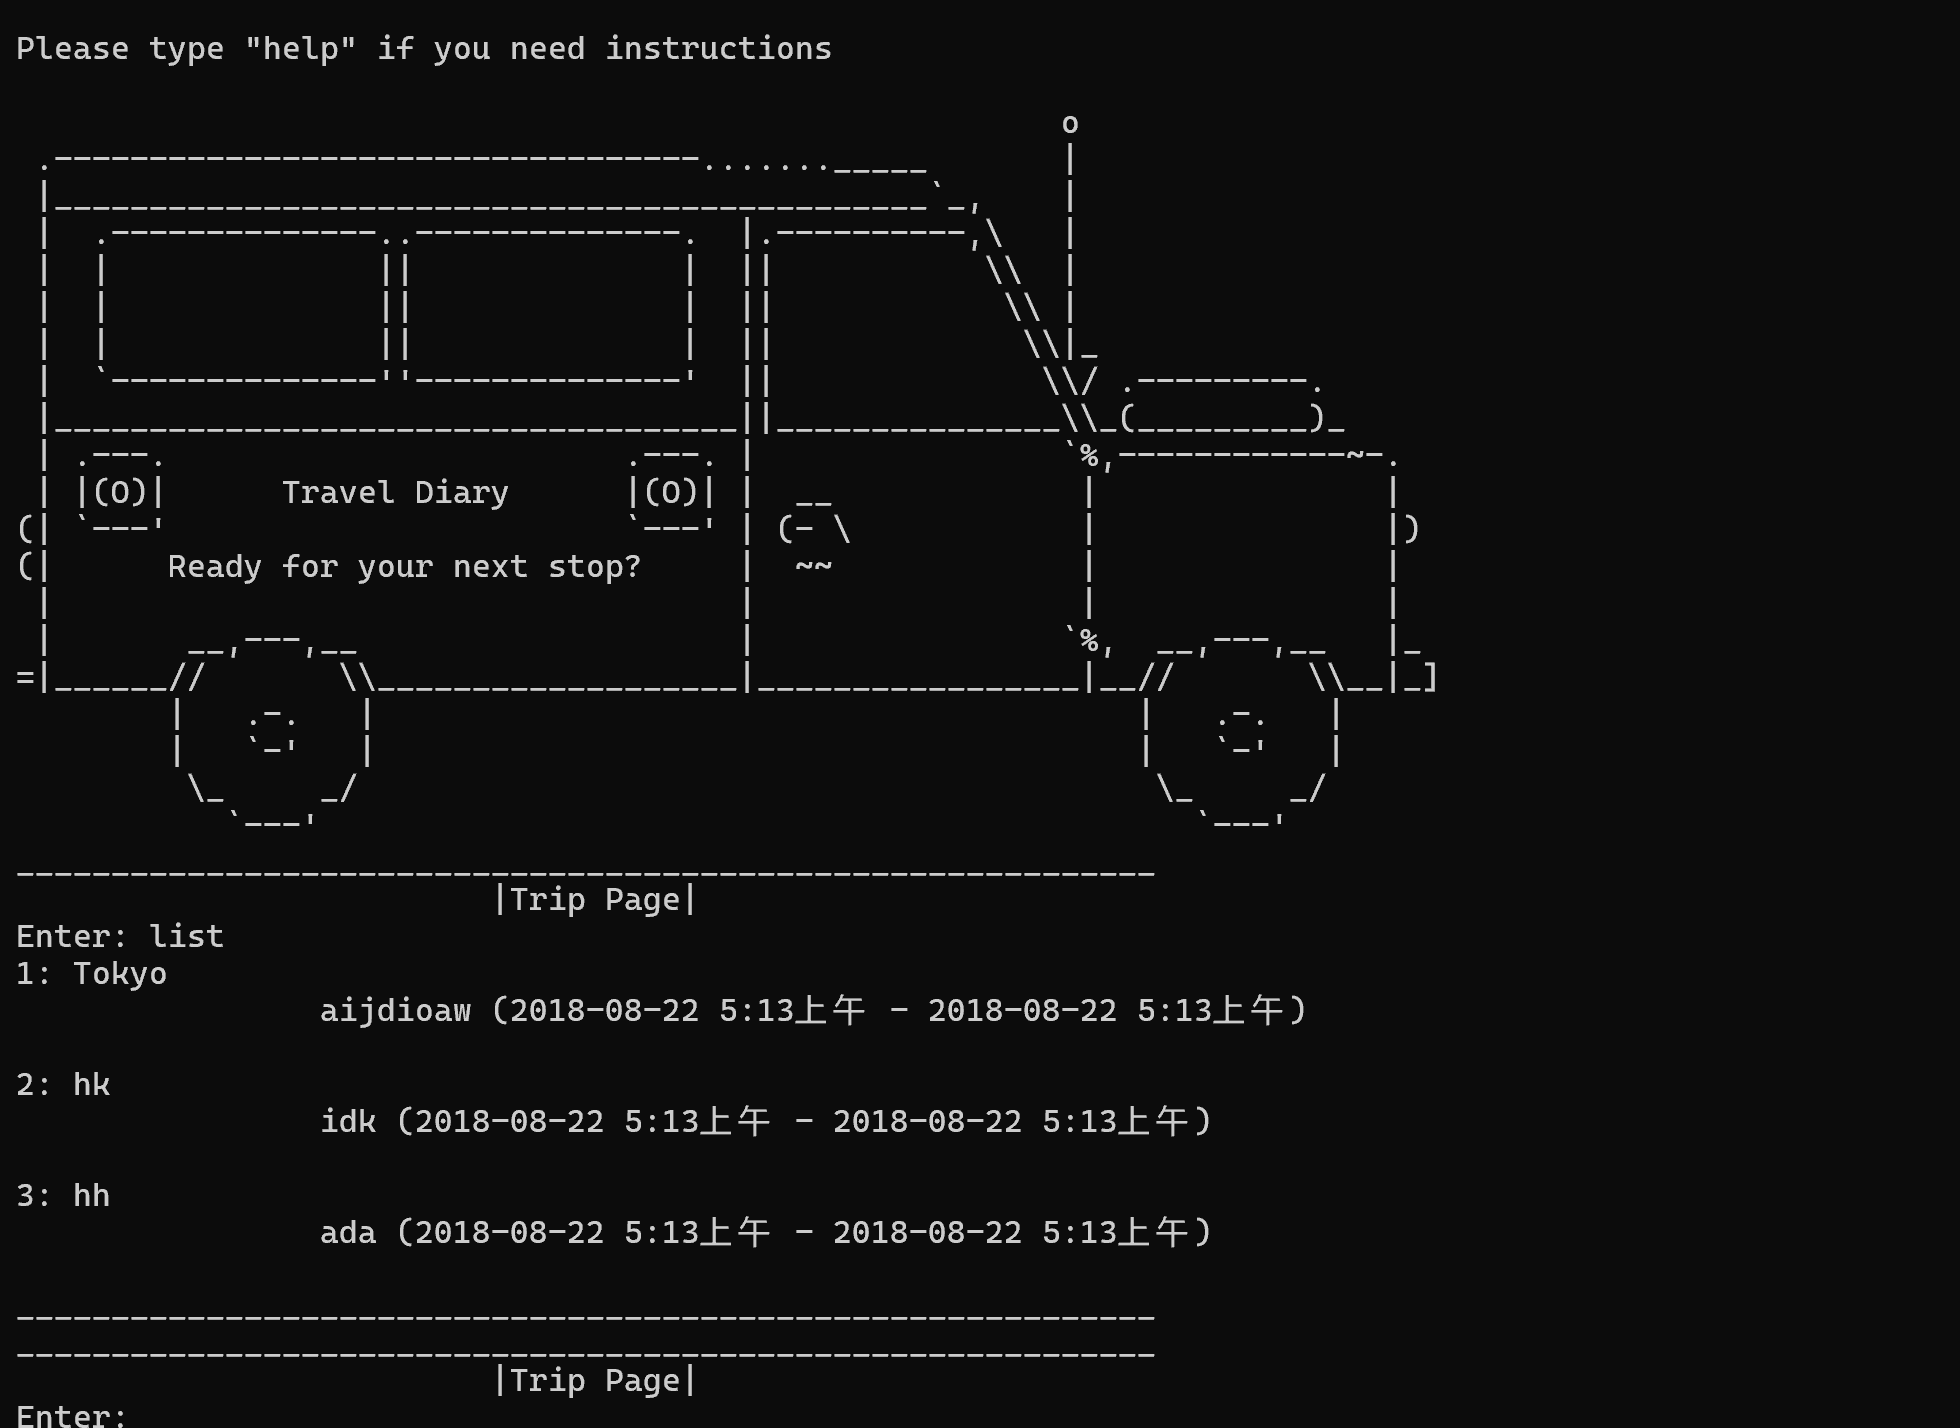 Please type "help" if you need instructions
Travel Diary
Ready for your next stop?
|Trip Page|
Enter: list
1: Tokyo
aijdioaw (2018-08-22 5:13上午 - 2018-08-22 5:13上午)
2: hk
idk (2018-08-22 5:13上午 - 2018-08-22 5:13上午)
3: hh
ada (2018-08-22 5:13上午 - 2018-08-22 5:13上午)
|Trip Page|
Enter: